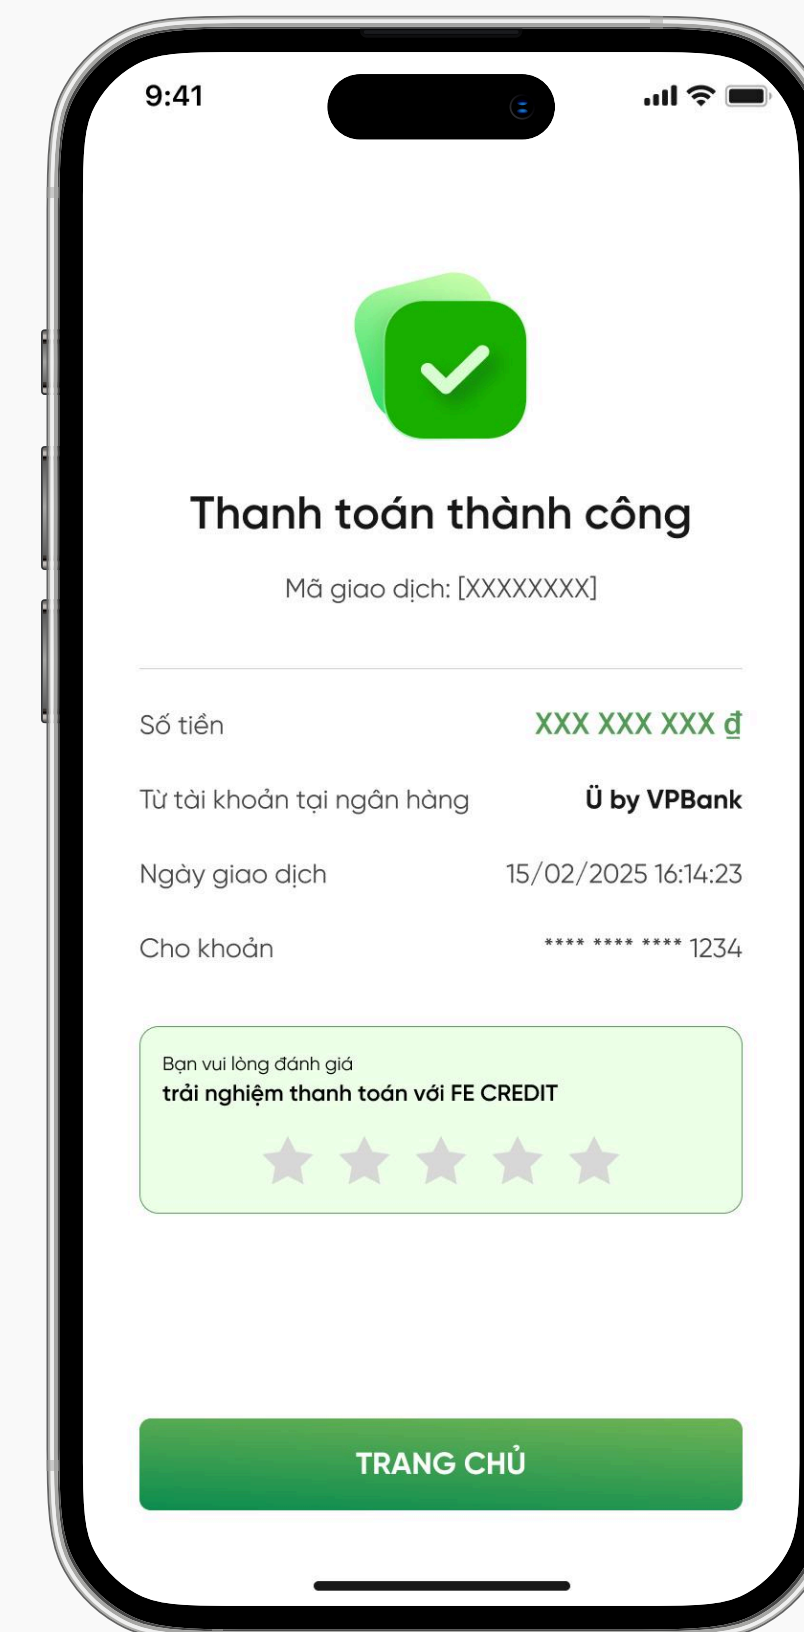 9:41
Thanh toán thành công
Mã giao dịch: [XXXXXXXX]
Số tiền XXX XXX XXX ₫
Từ tài khoản tại ngân hàng Ü by VPBank
Ngày giao dịch 15/02/2025 16:14:23
Cho khoản **** **** **** 1234
Bạn vui lòng đánh giá
trải nghiệm thanh toán với FE CREDIT
TRANG CHỦ